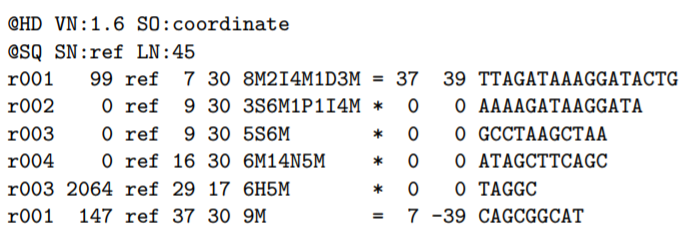 @HD VN:1.6 SO:coordinate
@SQ SN:ref LN:45
r001 99 ref 7 30 8M2I4M1D3M = 37 39 TTAGATAAAGGATACTG
r002 0 ref 9 30 3S6M1P1I4M * 0 0 AAAAGATAAGGATA
r003 0 ref 9 30 5S6M * 0 0 GCCTAAGCTAA
r004 0 ref 16 30 6M14N5M * 0 0 ATAGCTTCAGC
r003 2064 ref 29 17 6H5M * 0 0 TAGGC
r001 147 ref 37 30 9M = 7 -39 CAGCGGCAT